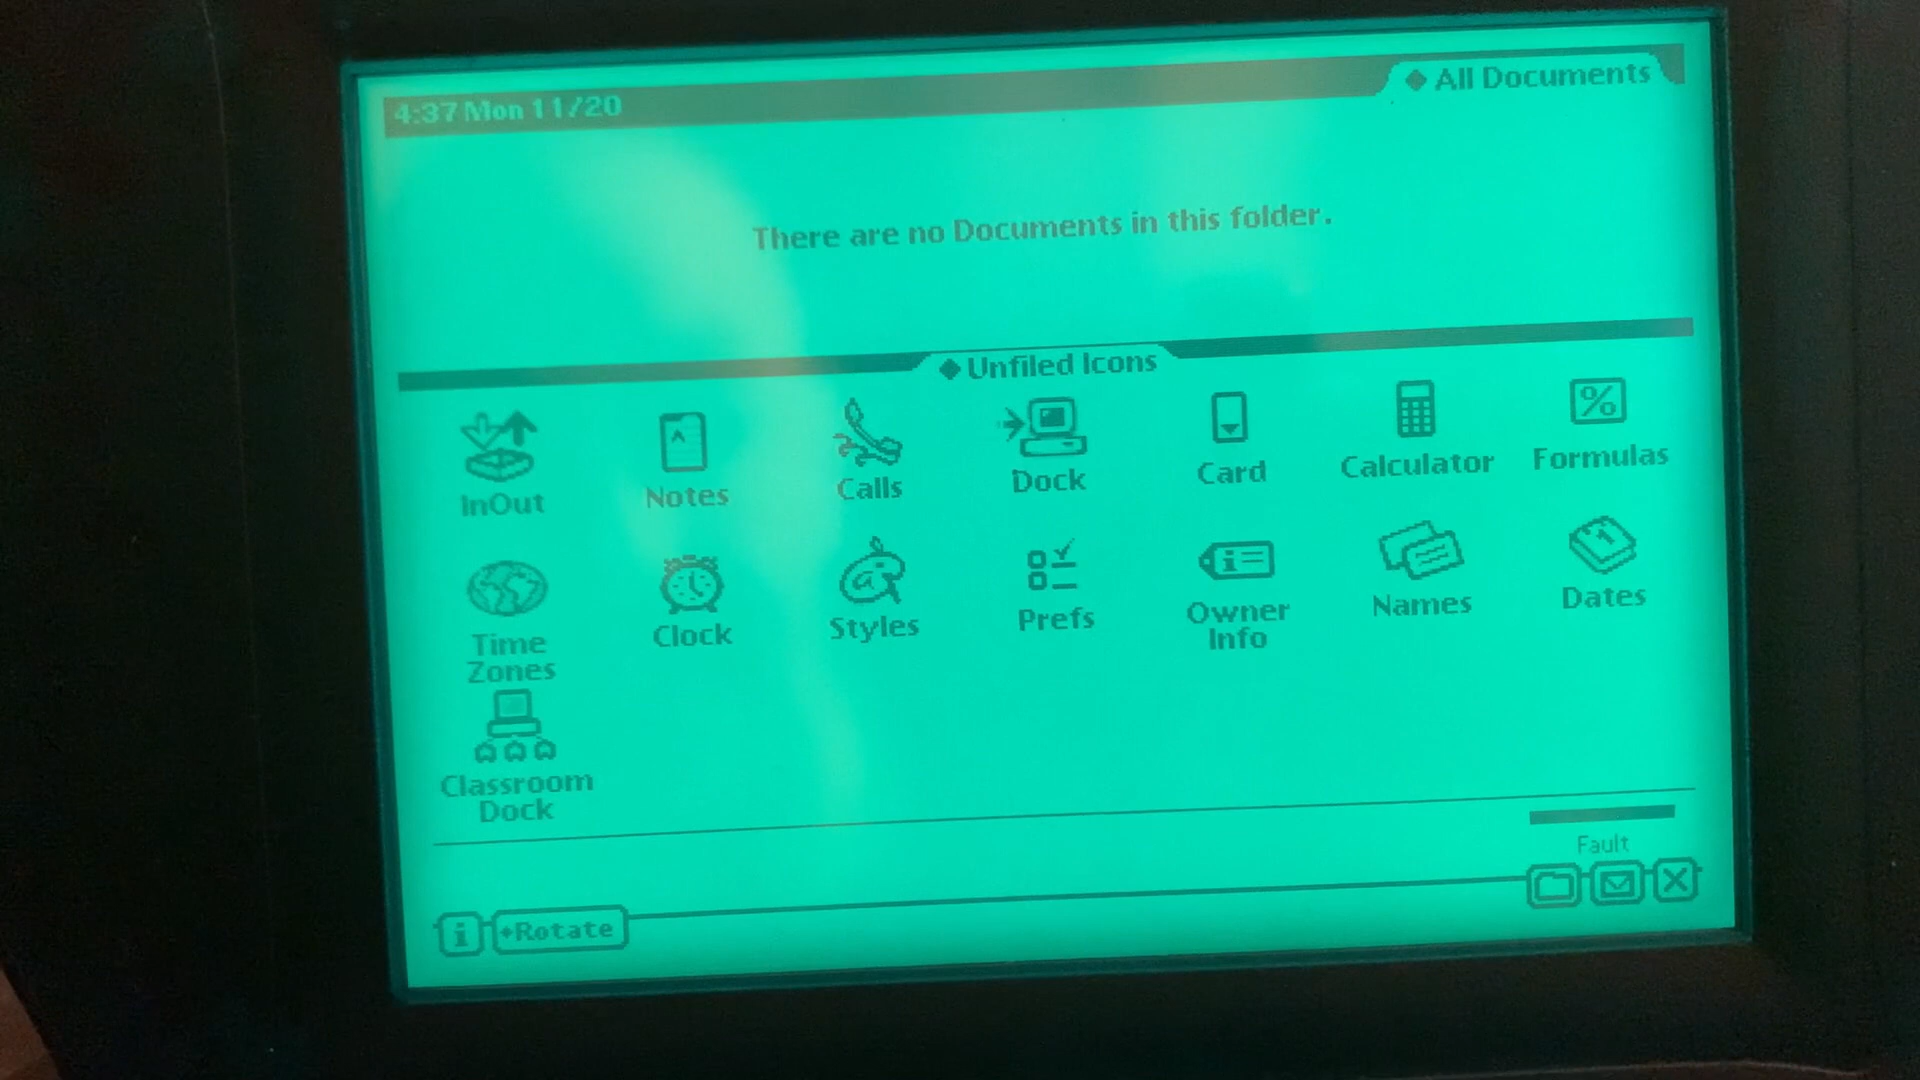 4:37 Mon 11/20
◆ All Documents
There are no Documents in this folder.
◆ Unfiled Icons
InOut Notes Calls Dock Card Calculator Formulas
Time Zones Clock Styles Prefs Owner Info Names Dates
Classroom Dock
Fault
i ◆Rotate